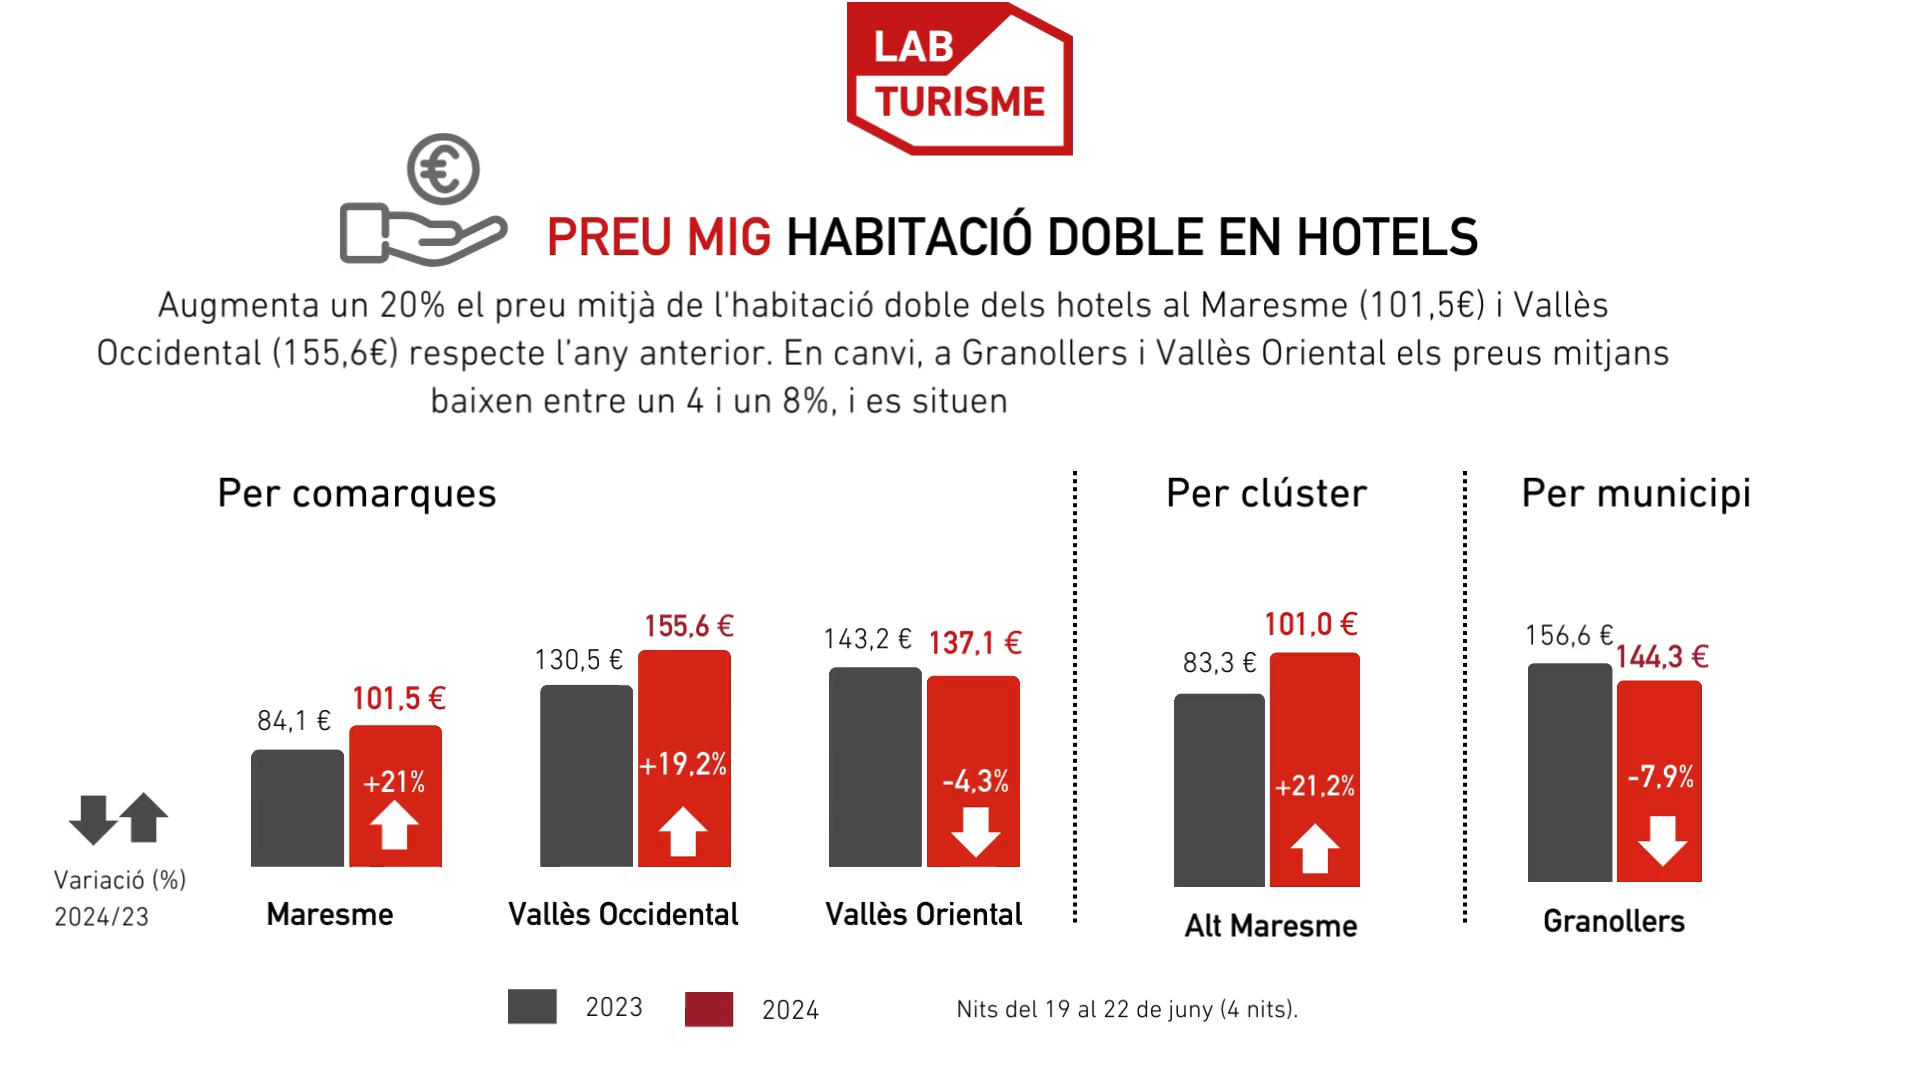 LAB
TURISME
PREU MIG HABITACIÓ DOBLE EN HOTELS
Augmenta un 20% el preu mitjà de l'habitació doble dels hotels al Maresme (101,5€) i Vallès
Occidental (155,6€) respecte l’any anterior. En canvi, a Granollers i Vallès Oriental els preus mitjans
baixen entre un 4 i un 8%, i es situen
Per comarques
Per clúster
Per municipi
84,1 €
101,5 €
+21%
Maresme
130,5 €
155,6 €
+19,2%
Vallès Occidental
143,2 €
137,1 €
-4,3%
Vallès Oriental
83,3 €
101,0 €
+21,2%
Alt Maresme
156,6 €
144,3 €
-7,9%
Granollers
Variació (%)
2024/23
2023
2024
Nits del 19 al 22 de juny (4 nits).